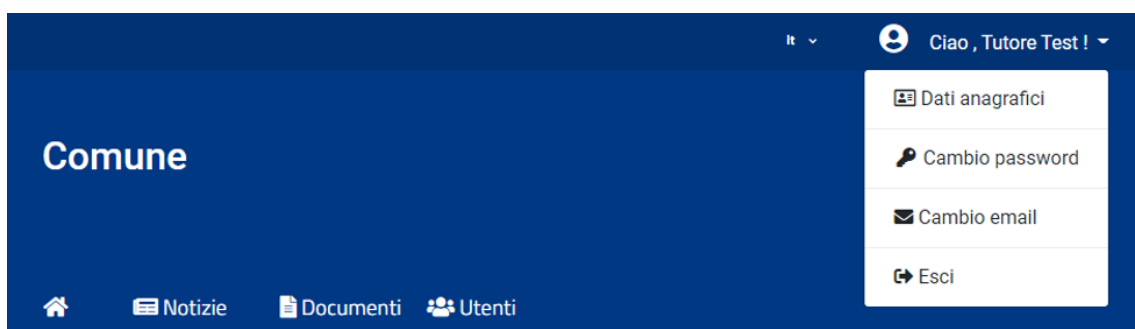 It
Ciao , Tutore Test !
Dati anagrafici
Comune
Cambio password
Cambio email
Esci
Notizie Documenti Utenti